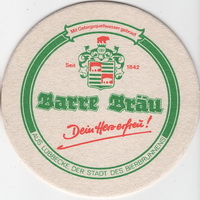 Mit Gebirgsquellwasser gebraut
Seit 1842
Barre Bräu
Dein Herz erfreu!
AUS LÜBBECKE DER STADT DES BIERBRUNNENS